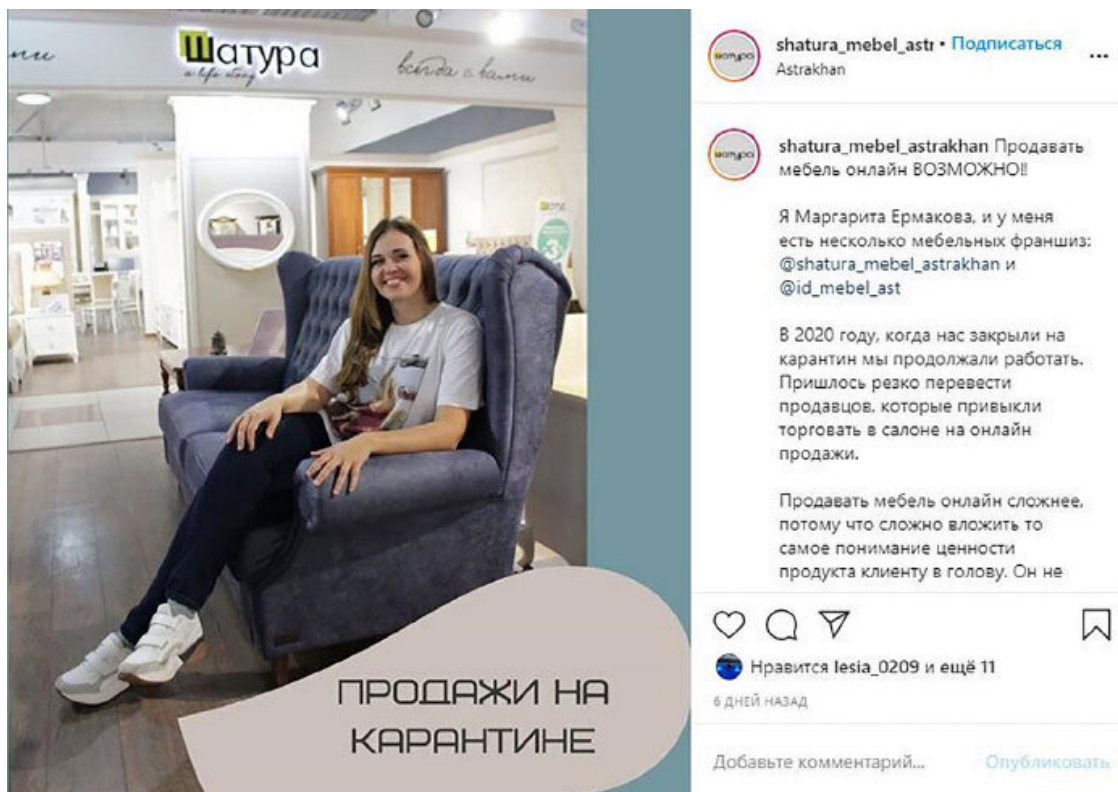 ами
Шатура
a life story
всегда с вами
ПРОДАЖИ НА
КАРАНТИНЕ
shatura_mebel_astr • Подписаться
Astrakhan
shatura_mebel_astrakhan Продавать
мебель онлайн ВОЗМОЖНО!!
Я Маргарита Ермакова, и у меня
есть несколько мебельных франшиз:
@shatura_mebel_astrakhan и
@id_mebel_ast
В 2020 году, когда нас закрыли на
карантин мы продолжали работать.
Пришлось резко перевести
продавцов, которые привыкли
торговать в салоне на онлайн
продажи.
Продавать мебель онлайн сложнее,
потому что сложно вложить то
самое понимание ценности
продукта клиенту в голову. Он не
Нравится lesia_0209 и ещё 11
6 ДНЕЙ НАЗАД
Добавьте комментарий... Опубликовать